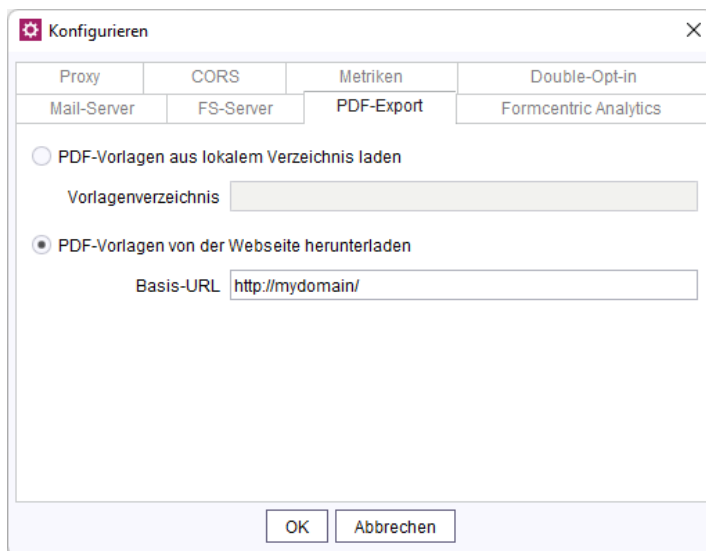 Konfigurieren
Proxy CORS Metriken Double-Opt-in
Mail-Server FS-Server PDF-Export Formcentric Analytics
PDF-Vorlagen aus lokalem Verzeichnis laden
Vorlagenverzeichnis
PDF-Vorlagen von der Webseite herunterladen
Basis-URL http://mydomain/
OK Abbrechen